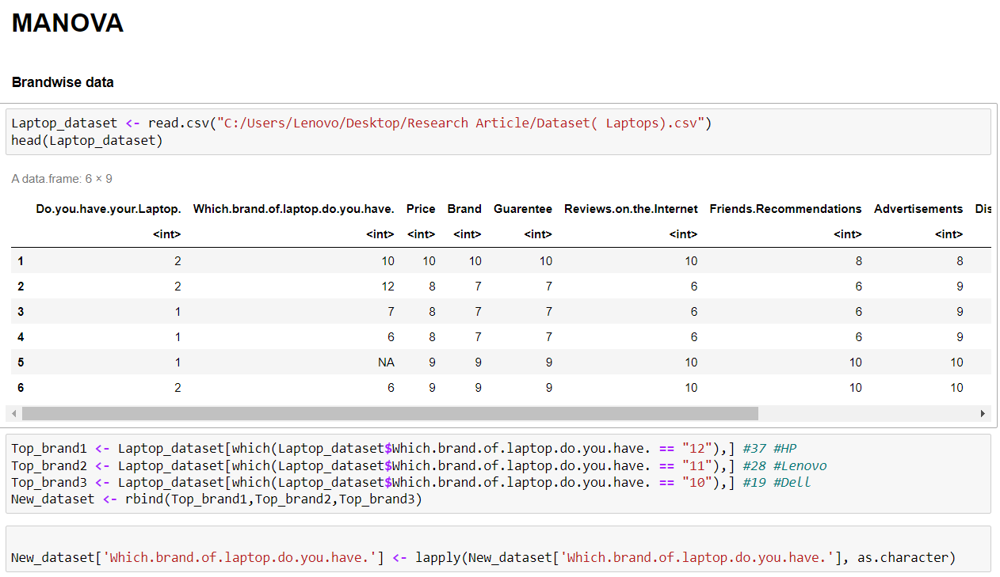 MANOVA
Brandwise data
Laptop_dataset <- read.csv("C:/Users/Lenovo/Desktop/Research Article/Dataset( Laptops).csv")
head(Laptop_dataset)
A data.frame: 6 × 9
Do.you.have.your.Laptop. Which.brand.of.laptop.do.you.have. Price Brand Guarentee Reviews.on.the.Internet Friends.Recommendations Advertisements Dis
<int> <int> <int> <int> <int> <int> <int> <int>
1 2 10 10 10 10 10 8 8
2 2 12 8 7 7 6 6 9
3 1 7 8 7 7 6 6 9
4 1 6 8 7 7 6 6 9
5 1 NA 9 9 9 10 10 10
6 2 6 9 9 9 10 10 10
Top_brand1 <- Laptop_dataset[which(Laptop_dataset$Which.brand.of.laptop.do.you.have. == "12"),] #37 #HP
Top_brand2 <- Laptop_dataset[which(Laptop_dataset$Which.brand.of.laptop.do.you.have. == "11"),] #28 #Lenovo
Top_brand3 <- Laptop_dataset[which(Laptop_dataset$Which.brand.of.laptop.do.you.have. == "10"),] #19 #Dell
New_dataset <- rbind(Top_brand1,Top_brand2,Top_brand3)
New_dataset['Which.brand.of.laptop.do.you.have.'] <- lapply(New_dataset['Which.brand.of.laptop.do.you.have.'], as.character)